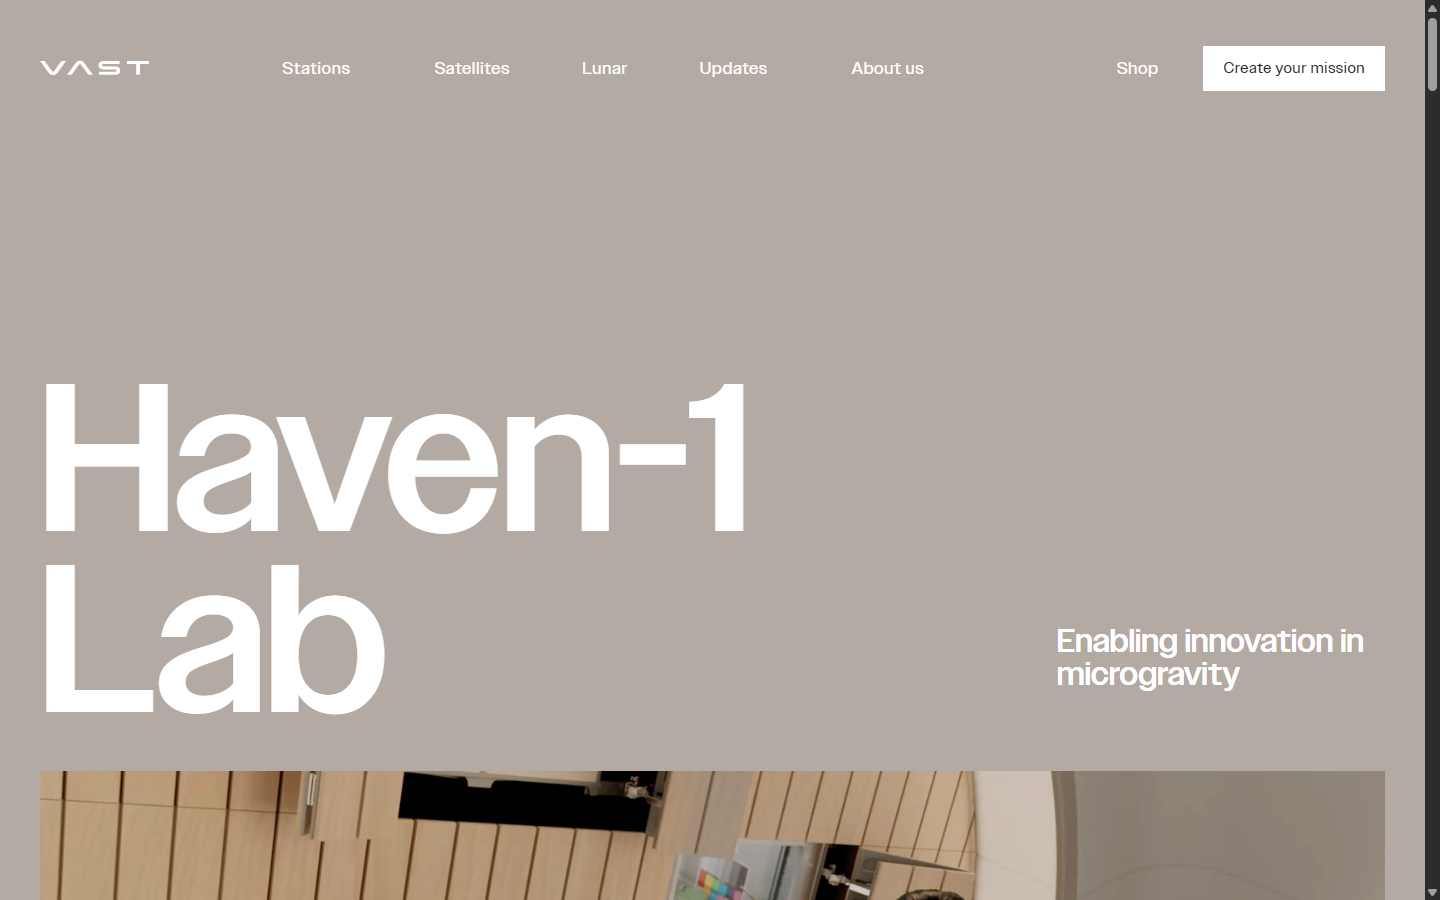 VAST
Stations
Satellites
Lunar
Updates
About us
Shop
Create your mission
Haven-1
Lab
Enabling innovation in
microgravity